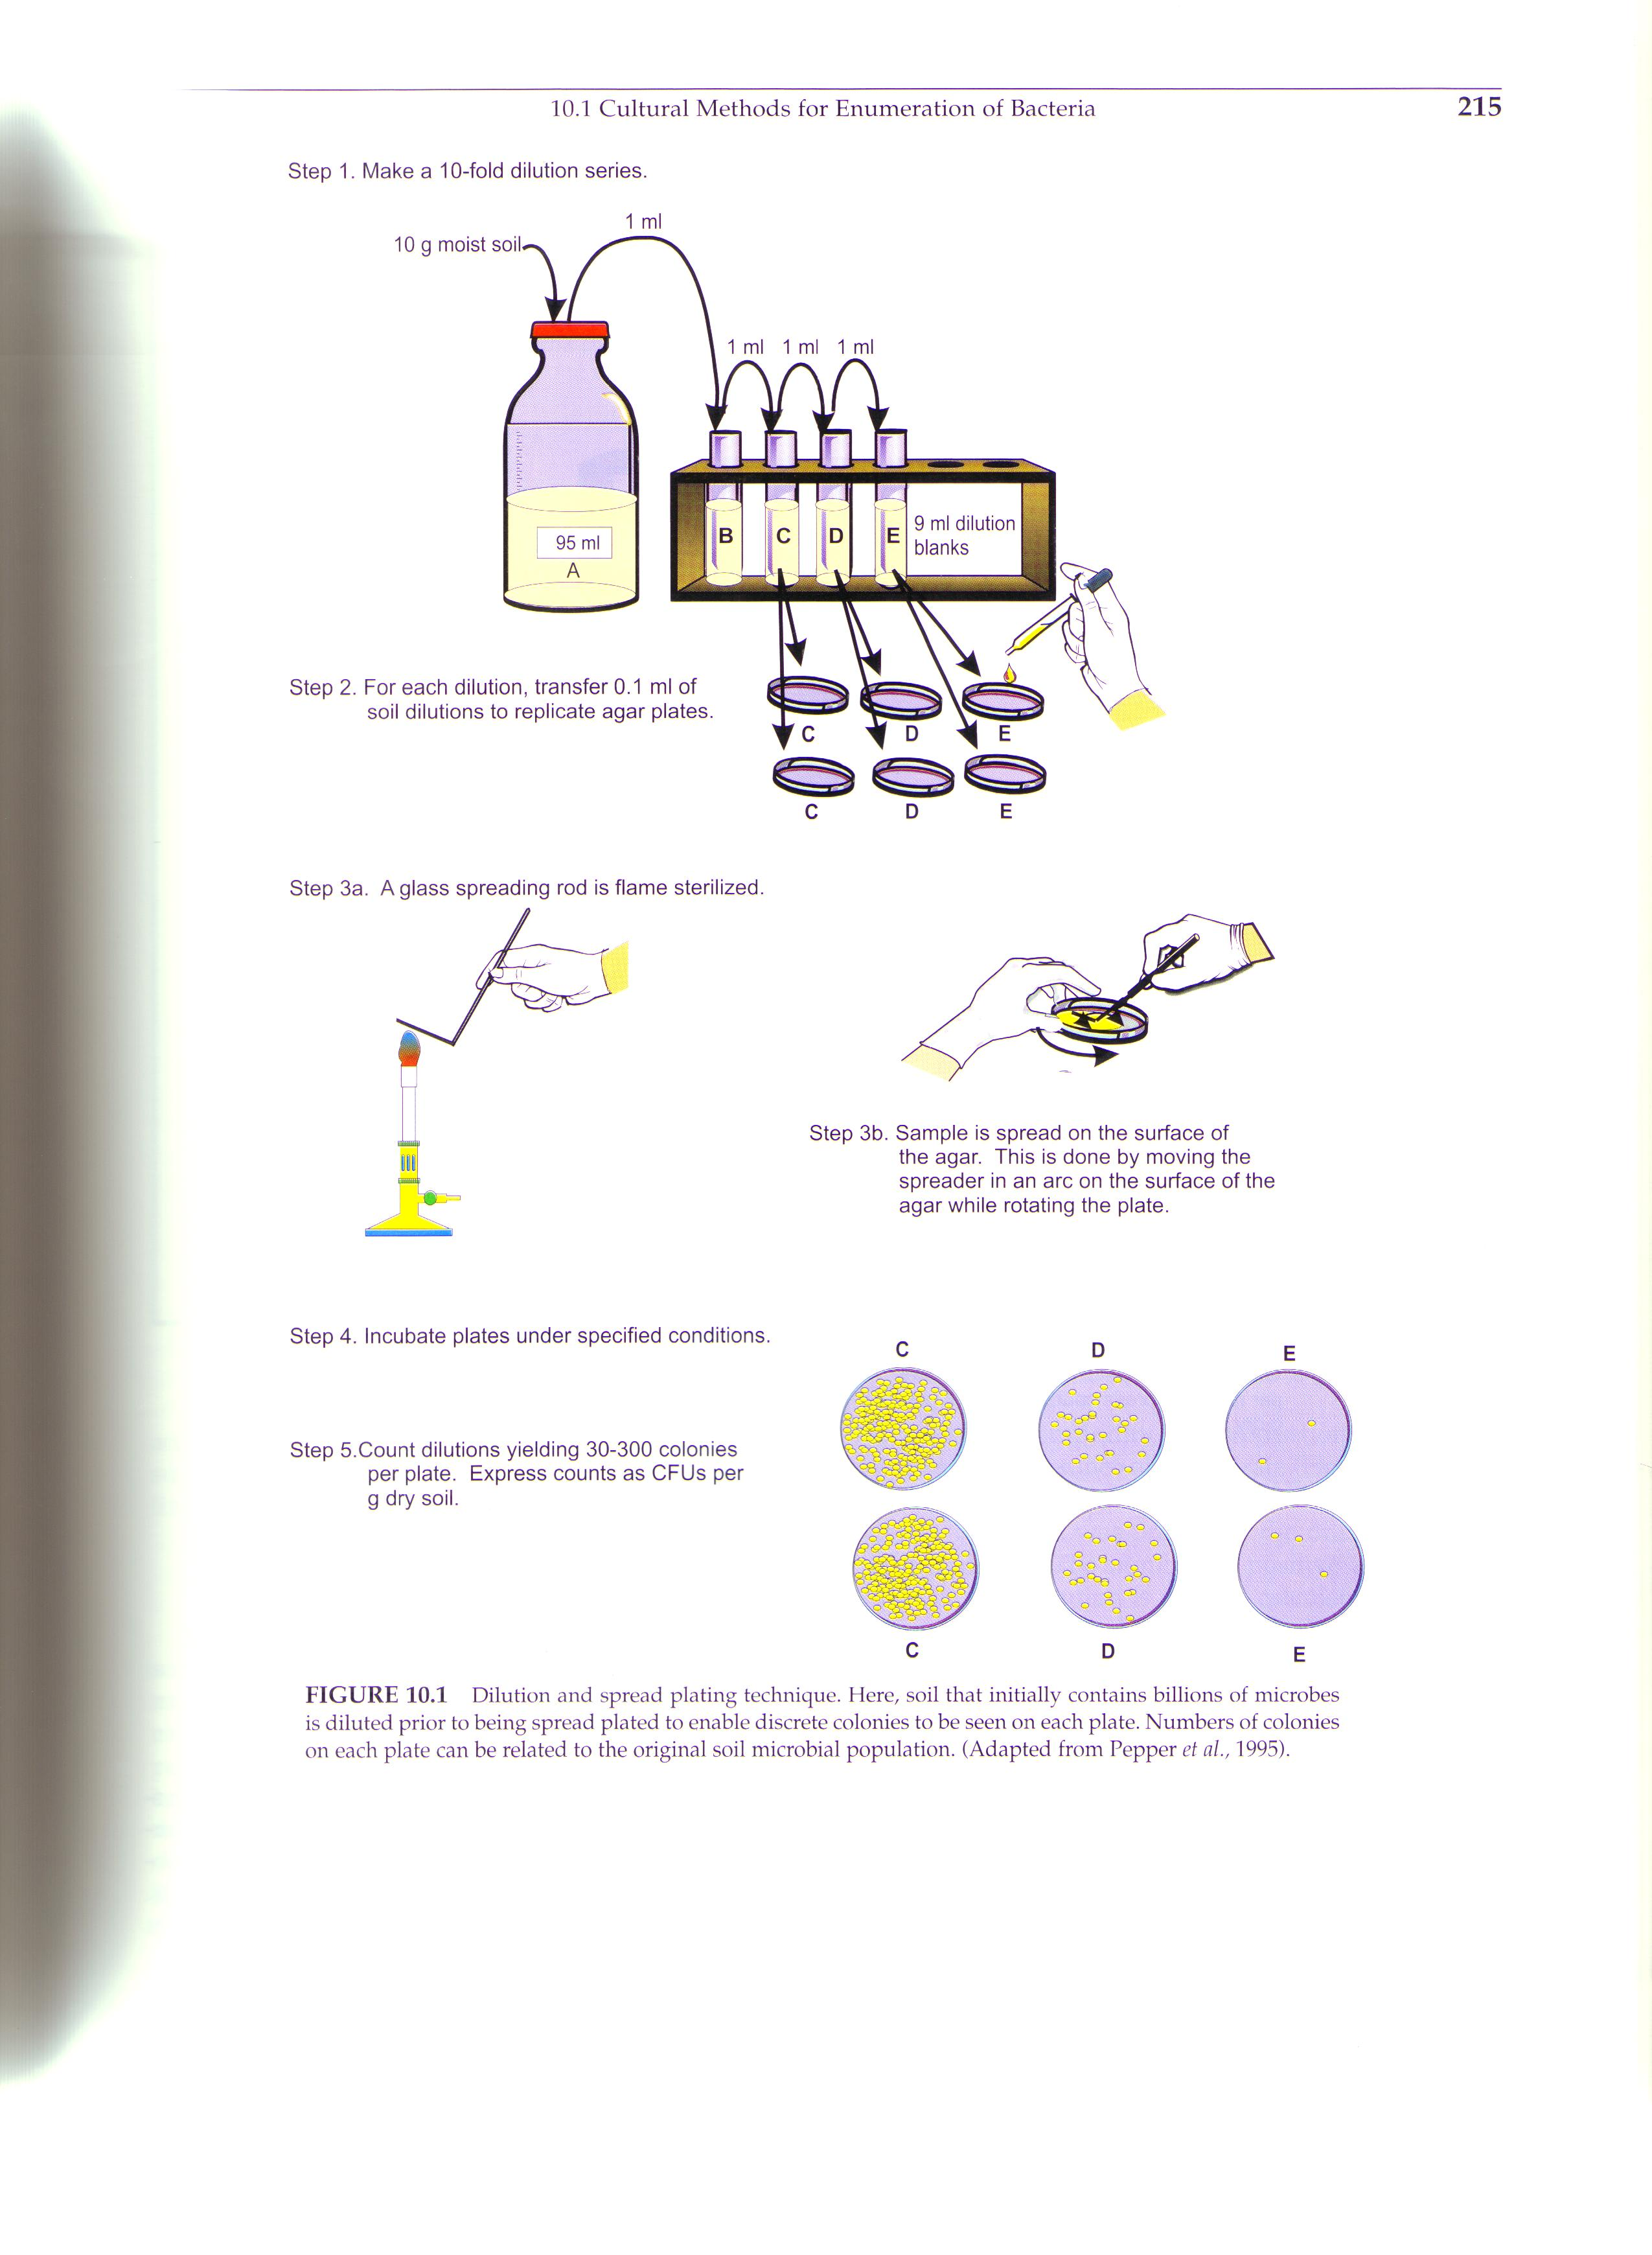 10.1 Cultural Methods for Enumeration of Bacteria
215
Step 1. Make a 10-fold dilution series.
1 ml
10 g moist soil
1 ml 1 ml 1 ml
95 ml
A
B C D E
9 ml dilution
blanks
Step 2. For each dilution, transfer 0.1 ml of
soil dilutions to replicate agar plates.
C D E
C D E
Step 3a. A glass spreading rod is flame sterilized.
Step 3b. Sample is spread on the surface of
the agar. This is done by moving the
spreader in an arc on the surface of the
agar while rotating the plate.
Step 4. Incubate plates under specified conditions.
C D E
Step 5.Count dilutions yielding 30-300 colonies
per plate. Express counts as CFUs per
g dry soil.
C D E
FIGURE 10.1 Dilution and spread plating technique. Here, soil that initially contains billions of microbes
is diluted prior to being spread plated to enable discrete colonies to be seen on each plate. Numbers of colonies
on each plate can be related to the original soil microbial population. (Adapted from Pepper et al., 1995).